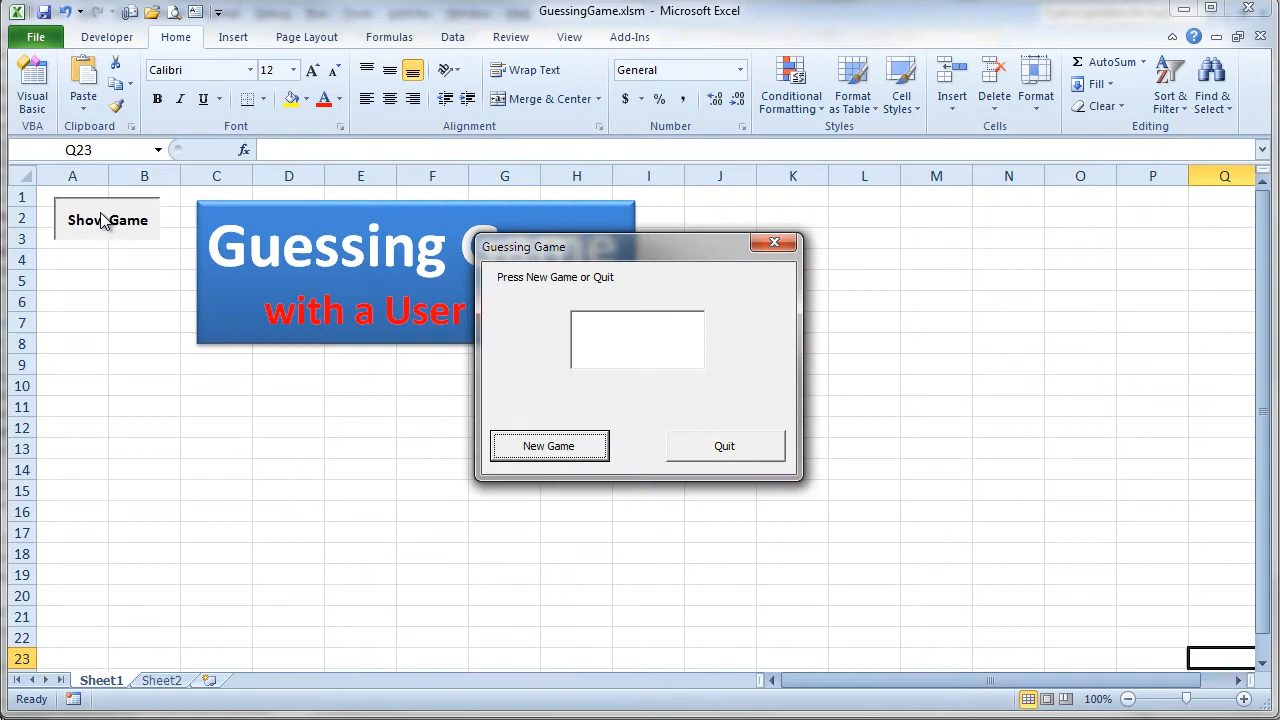 GuessingGame.xlsm - Microsoft Excel
File Developer Home Insert Page Layout Formulas Data Review View Add-Ins
Visual Basic
VBA
Paste
Clipboard
Calibri 12
B I U A
Font
Wrap Text
Merge & Center
Alignment
General
$ % ,
Number
Conditional Formatting
Format as Table
Cell Styles
Styles
Insert Delete Format
Cells
Σ AutoSum
Fill
Clear
Sort & Filter
Find & Select
Editing
Q23 fx
A B C D E F G H I J K L M N O P Q
1
2
3
4
5
6
7
8
9
10
11
12
13
14
15
16
17
18
19
20
21
22
23
Show Game
Guessing Game
with a User
Guessing Game
Press New Game or Quit
New Game Quit
Sheet1 Sheet2
Ready 100%